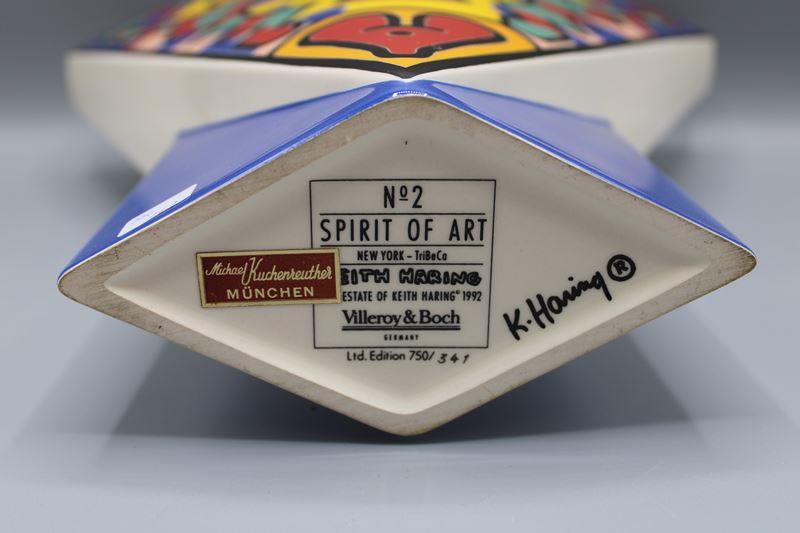 Nº2
SPIRIT OF ART
NEW YORK - TriBeCa
EITH HARING
ESTATE OF KEITH HARING© 1992
Villeroy & Boch
GERMANY
Ltd. Edition 750/341
Michael Kuchenreuther
MÜNCHEN
K. Haring ®